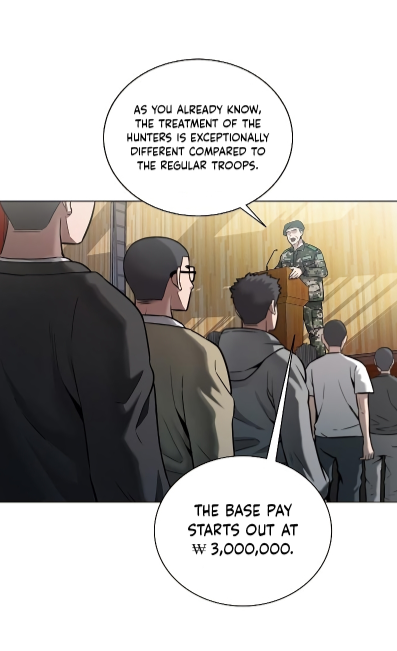 AS YOU ALREADY KNOW,
THE TREATMENT OF THE
HUNTERS IS EXCEPTIONALLY
DIFFERENT COMPARED TO
THE REGULAR TROOPS.
THE BASE PAY
STARTS OUT AT
₩ 3,000,000.